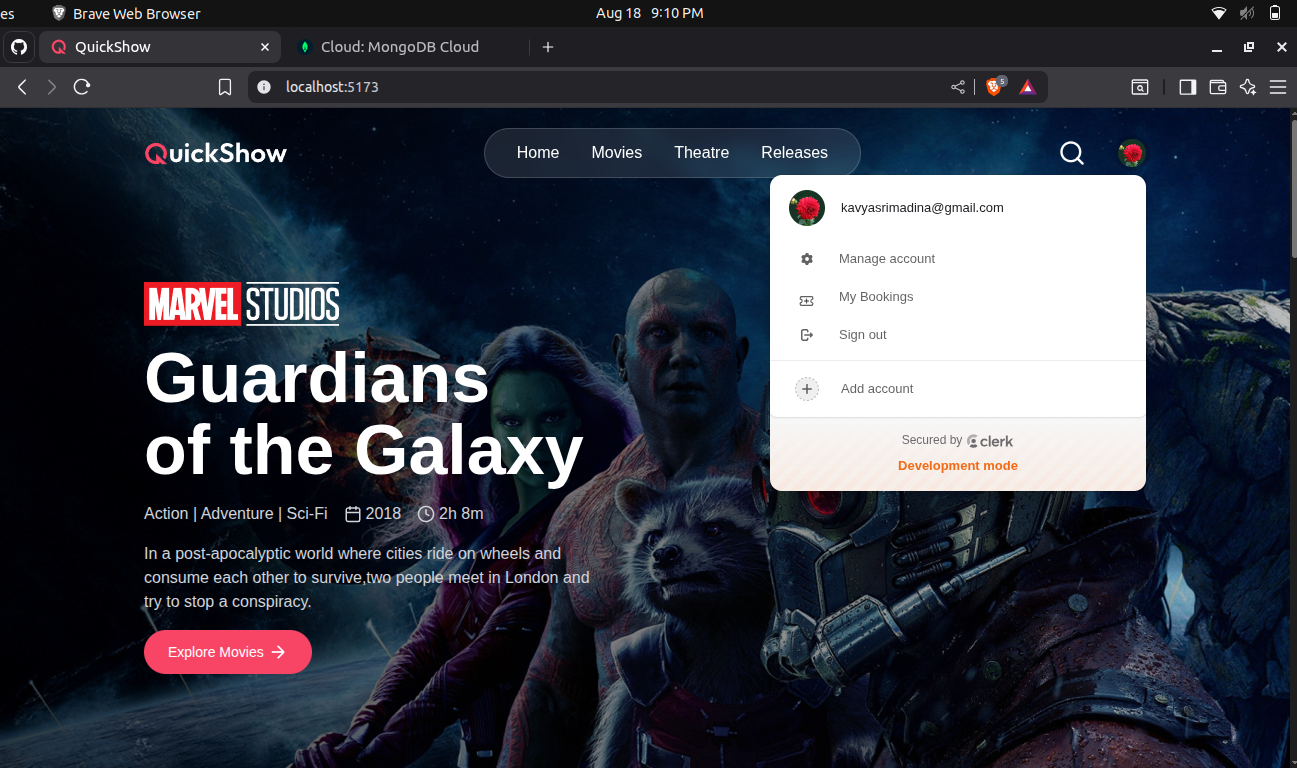 es
Brave Web Browser
Aug 18 9:10 PM
QuickShow
Cloud: MongoDB Cloud
localhost:5173
5
QuickShow
Home
Movies
Theatre
Releases
kavyasrimadina@gmail.com
Manage account
My Bookings
Sign out
Add account
Secured by clerk
Development mode
MARVEL STUDIOS
Guardians
of the Galaxy
Action | Adventure | Sci-Fi 2018 2h 8m
In a post-apocalyptic world where cities ride on wheels and
consume each other to survive,two people meet in London and
try to stop a conspiracy.
Explore Movies